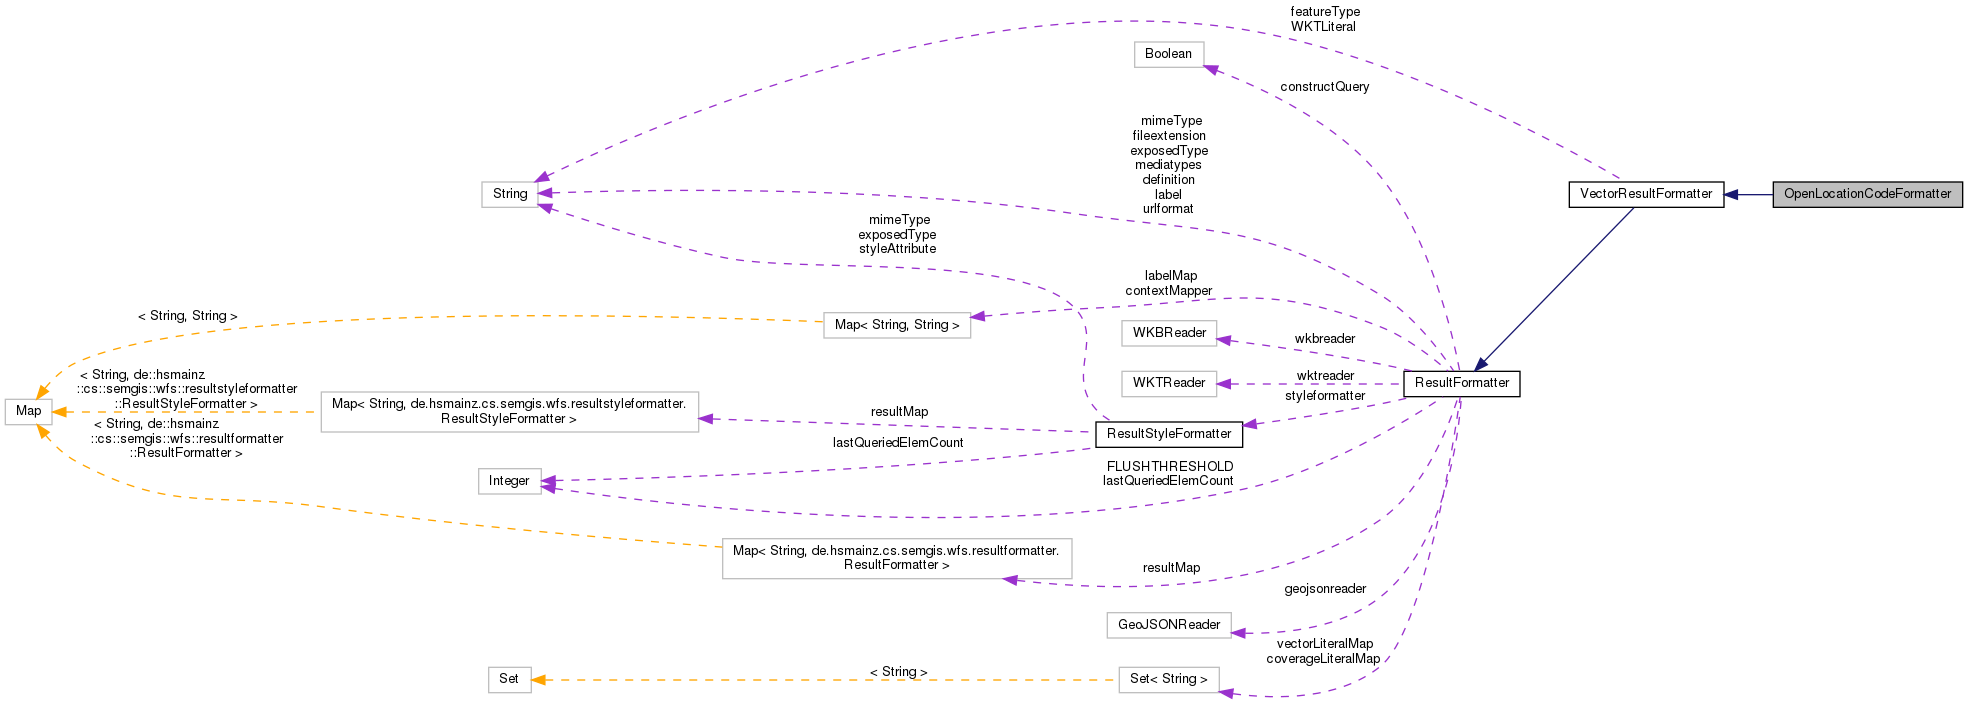 featureType
WKTLiteral
Boolean
constructQuery
mimeType
fileextension
exposedType
mediatypes
definition
label
urlformat
String
VectorResultFormatter
OpenLocationCodeFormatter
mimeType
exposedType
styleAttribute
labelMap
contextMapper
< String, String >
Map< String, String >
WKBReader
wkbreader
< String, de::hsmainz
::cs::semgis::wfs::resultstyleformatter
::ResultStyleFormatter >
WKTReader
wktreader
ResultFormatter
styleformatter
Map
Map< String, de.hsmainz.cs.semgis.wfs.resultstyleformatter.
ResultStyleFormatter >
resultMap
< String, de::hsmainz
::cs::semgis::wfs::resultformatter
::ResultFormatter >
lastQueriedElemCount
ResultStyleFormatter
Integer
FLUSHTHRESHOLD
lastQueriedElemCount
Map< String, de.hsmainz.cs.semgis.wfs.resultformatter.
ResultFormatter >
resultMap
geojsonreader
GeoJSONReader
vectorLiteralMap
coverageLiteralMap
Set
< String >
Set< String >